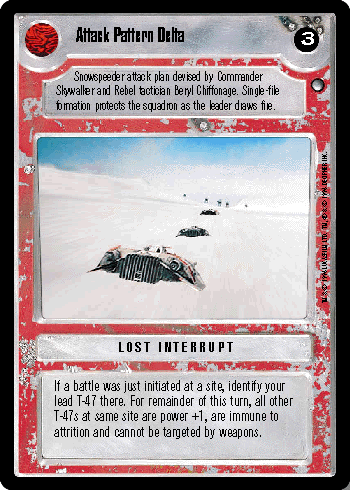 Attack Pattern Delta
3
Snowspeeder attack plan devised by Commander
Skywalker and Rebel tactician Beryl Chiffonage. Single-file
formation protects the squadron as the leader draws fire.
LOST INTERRUPT
If a battle was just initiated at a site, identify your
lead T-47 there. For remainder of this turn, all other
T-47s at same site are power +1, are immune to
attrition and cannot be targeted by weapons.